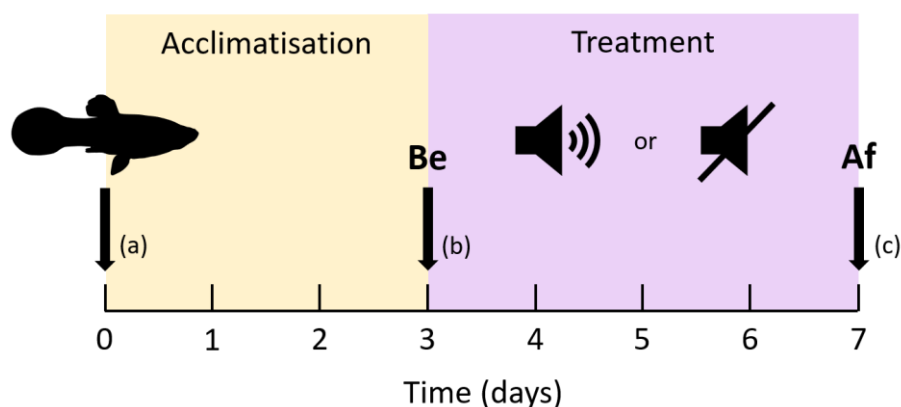 Acclimatisation Treatment
or
Be Af
(a) (b) (c)
0 1 2 3 4 5 6 7
Time (days)